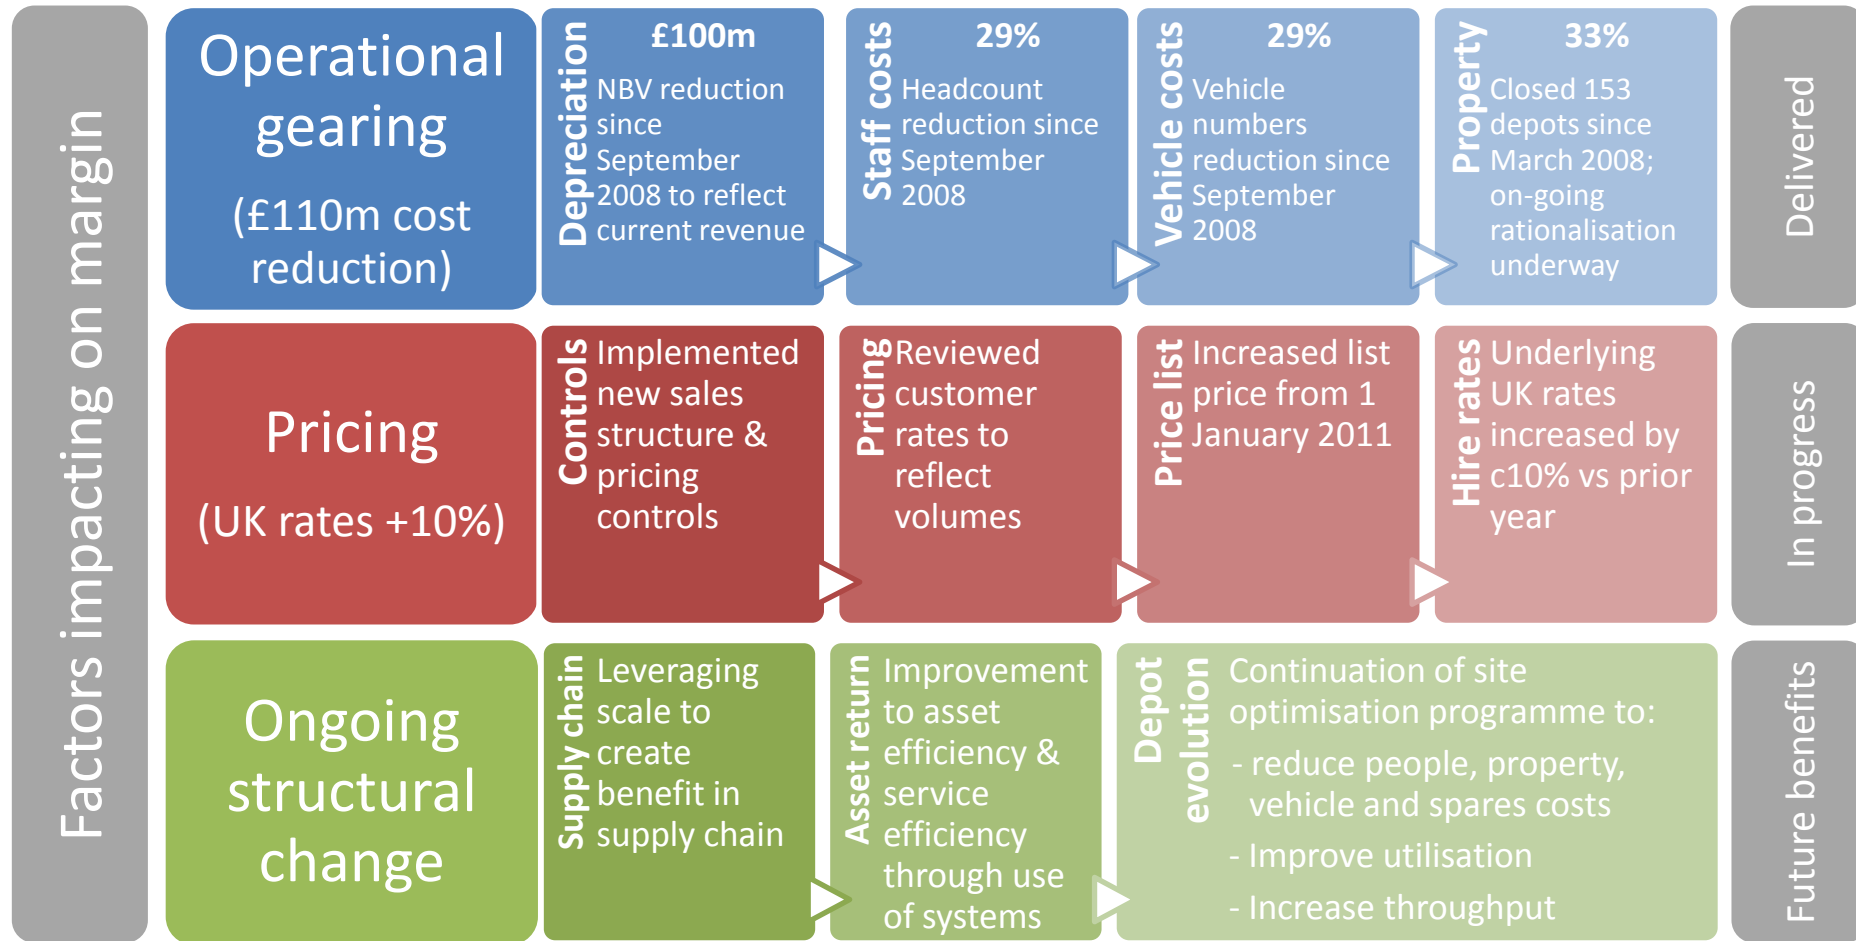 Factors impacting on margin
Operational
gearing
(£110m cost
reduction)
Depreciation
£100m
NBV reduction
since
September
2008 to reflect
current revenue
Staff costs
29%
Headcount
reduction since
September
2008
Vehicle costs
29%
Vehicle
numbers
reduction since
September
2008
Property
33%
Closed 153
depots since
March 2008;
on-going
rationalisation
underway
Delivered
Pricing
(UK rates +10%)
Controls
Implemented
new sales
structure &
pricing
controls
Pricing
Reviewed
customer
rates to
reflect
volumes
Price list
Increased list
price from 1
January 2011
Hire rates
Underlying
UK rates
increased by
c10% vs prior
year
In progress
Ongoing
structural
change
Supply chain
Leveraging
scale to
create
benefit in
supply chain
Asset return
Improvement
to asset
efficiency &
service
efficiency
through use
of systems
Depot
evolution
Continuation of site
optimisation programme to:
- reduce people, property,
vehicle and spares costs
- Improve utilisation
- Increase throughput
Future benefits